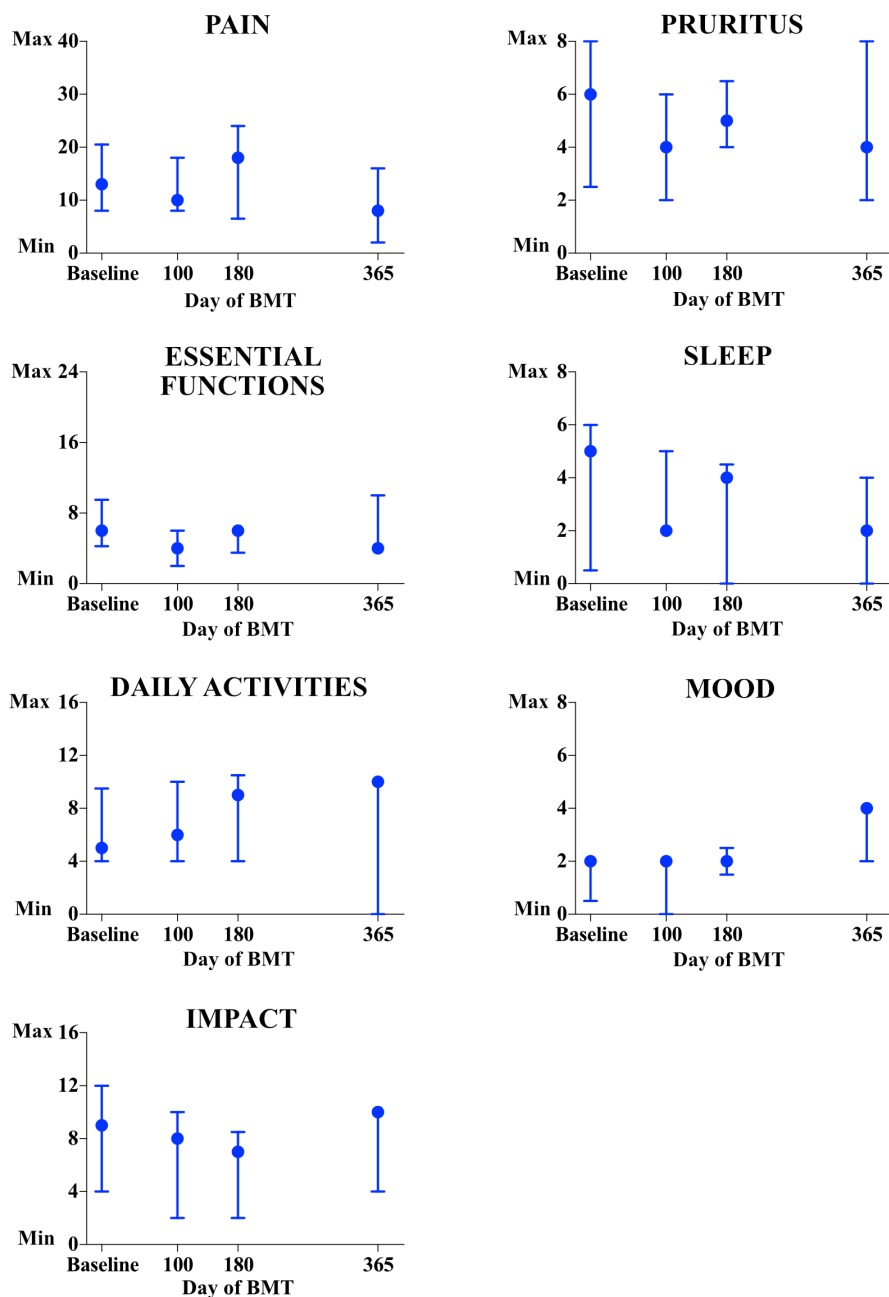 PAIN
Max 40
30
20
10
Min 0
Baseline 100 180 365
Day of BMT
PRURITUS
Max 8
6
4
2
Min 0
Baseline 100 180 365
Day of BMT
ESSENTIAL
FUNCTIONS
Max 24
16
8
Min 0
Baseline 100 180 365
Day of BMT
SLEEP
Max 8
6
4
2
Min 0
Baseline 100 180 365
Day of BMT
DAILY ACTIVITIES
Max 16
12
8
4
Min 0
Baseline 100 180 365
Day of BMT
MOOD
Max 8
6
4
2
Min 0
Baseline 100 180 365
Day of BMT
IMPACT
Max 16
12
8
4
Min 0
Baseline 100 180 365
Day of BMT